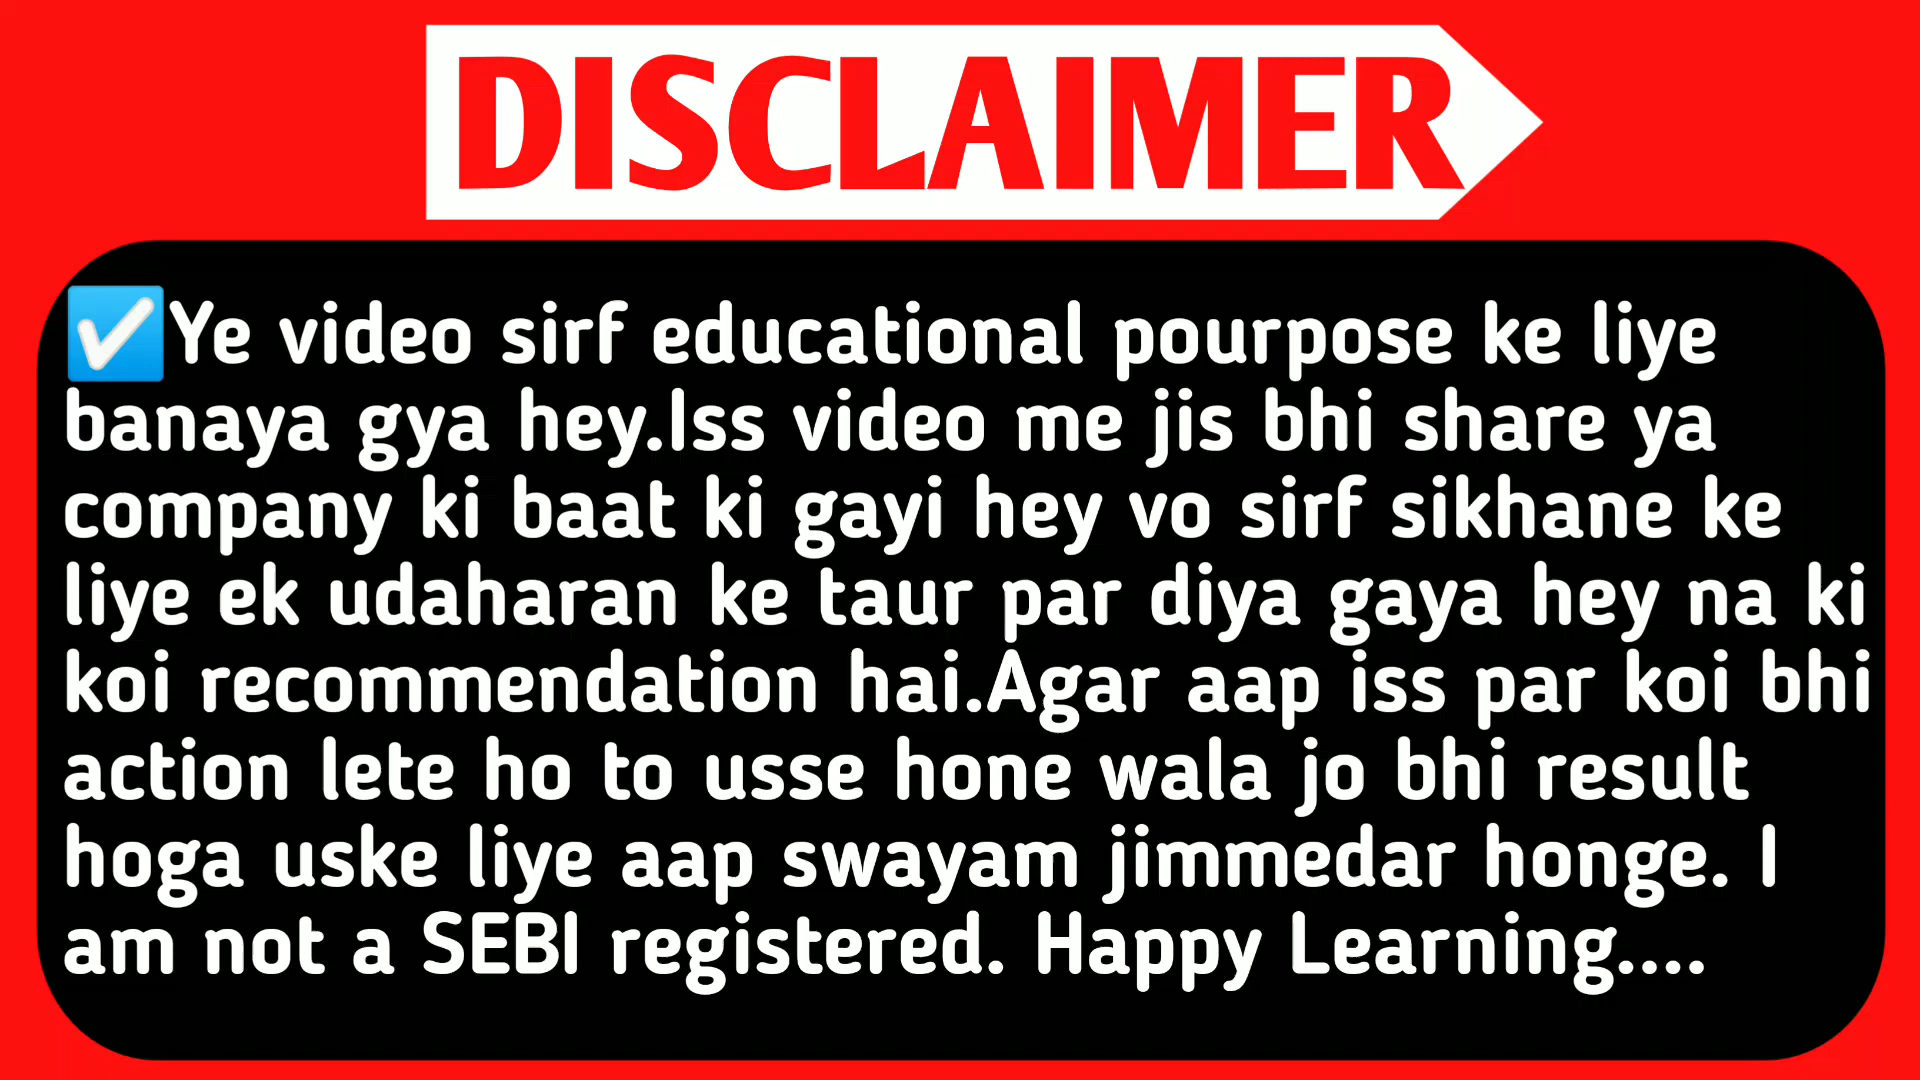 DISCLAIMER
☑Ye video sirf educational pourpose ke liye
banaya gya hey.Iss video me jis bhi share ya
company ki baat ki gayi hey vo sirf sikhane ke
liye ek udaharan ke taur par diya gaya hey na ki
koi recommendation hai.Agar aap iss par koi bhi
action lete ho to usse hone wala jo bhi result
hoga uske liye aap swayam jimmedar honge. I
am not a SEBI registered. Happy Learning....